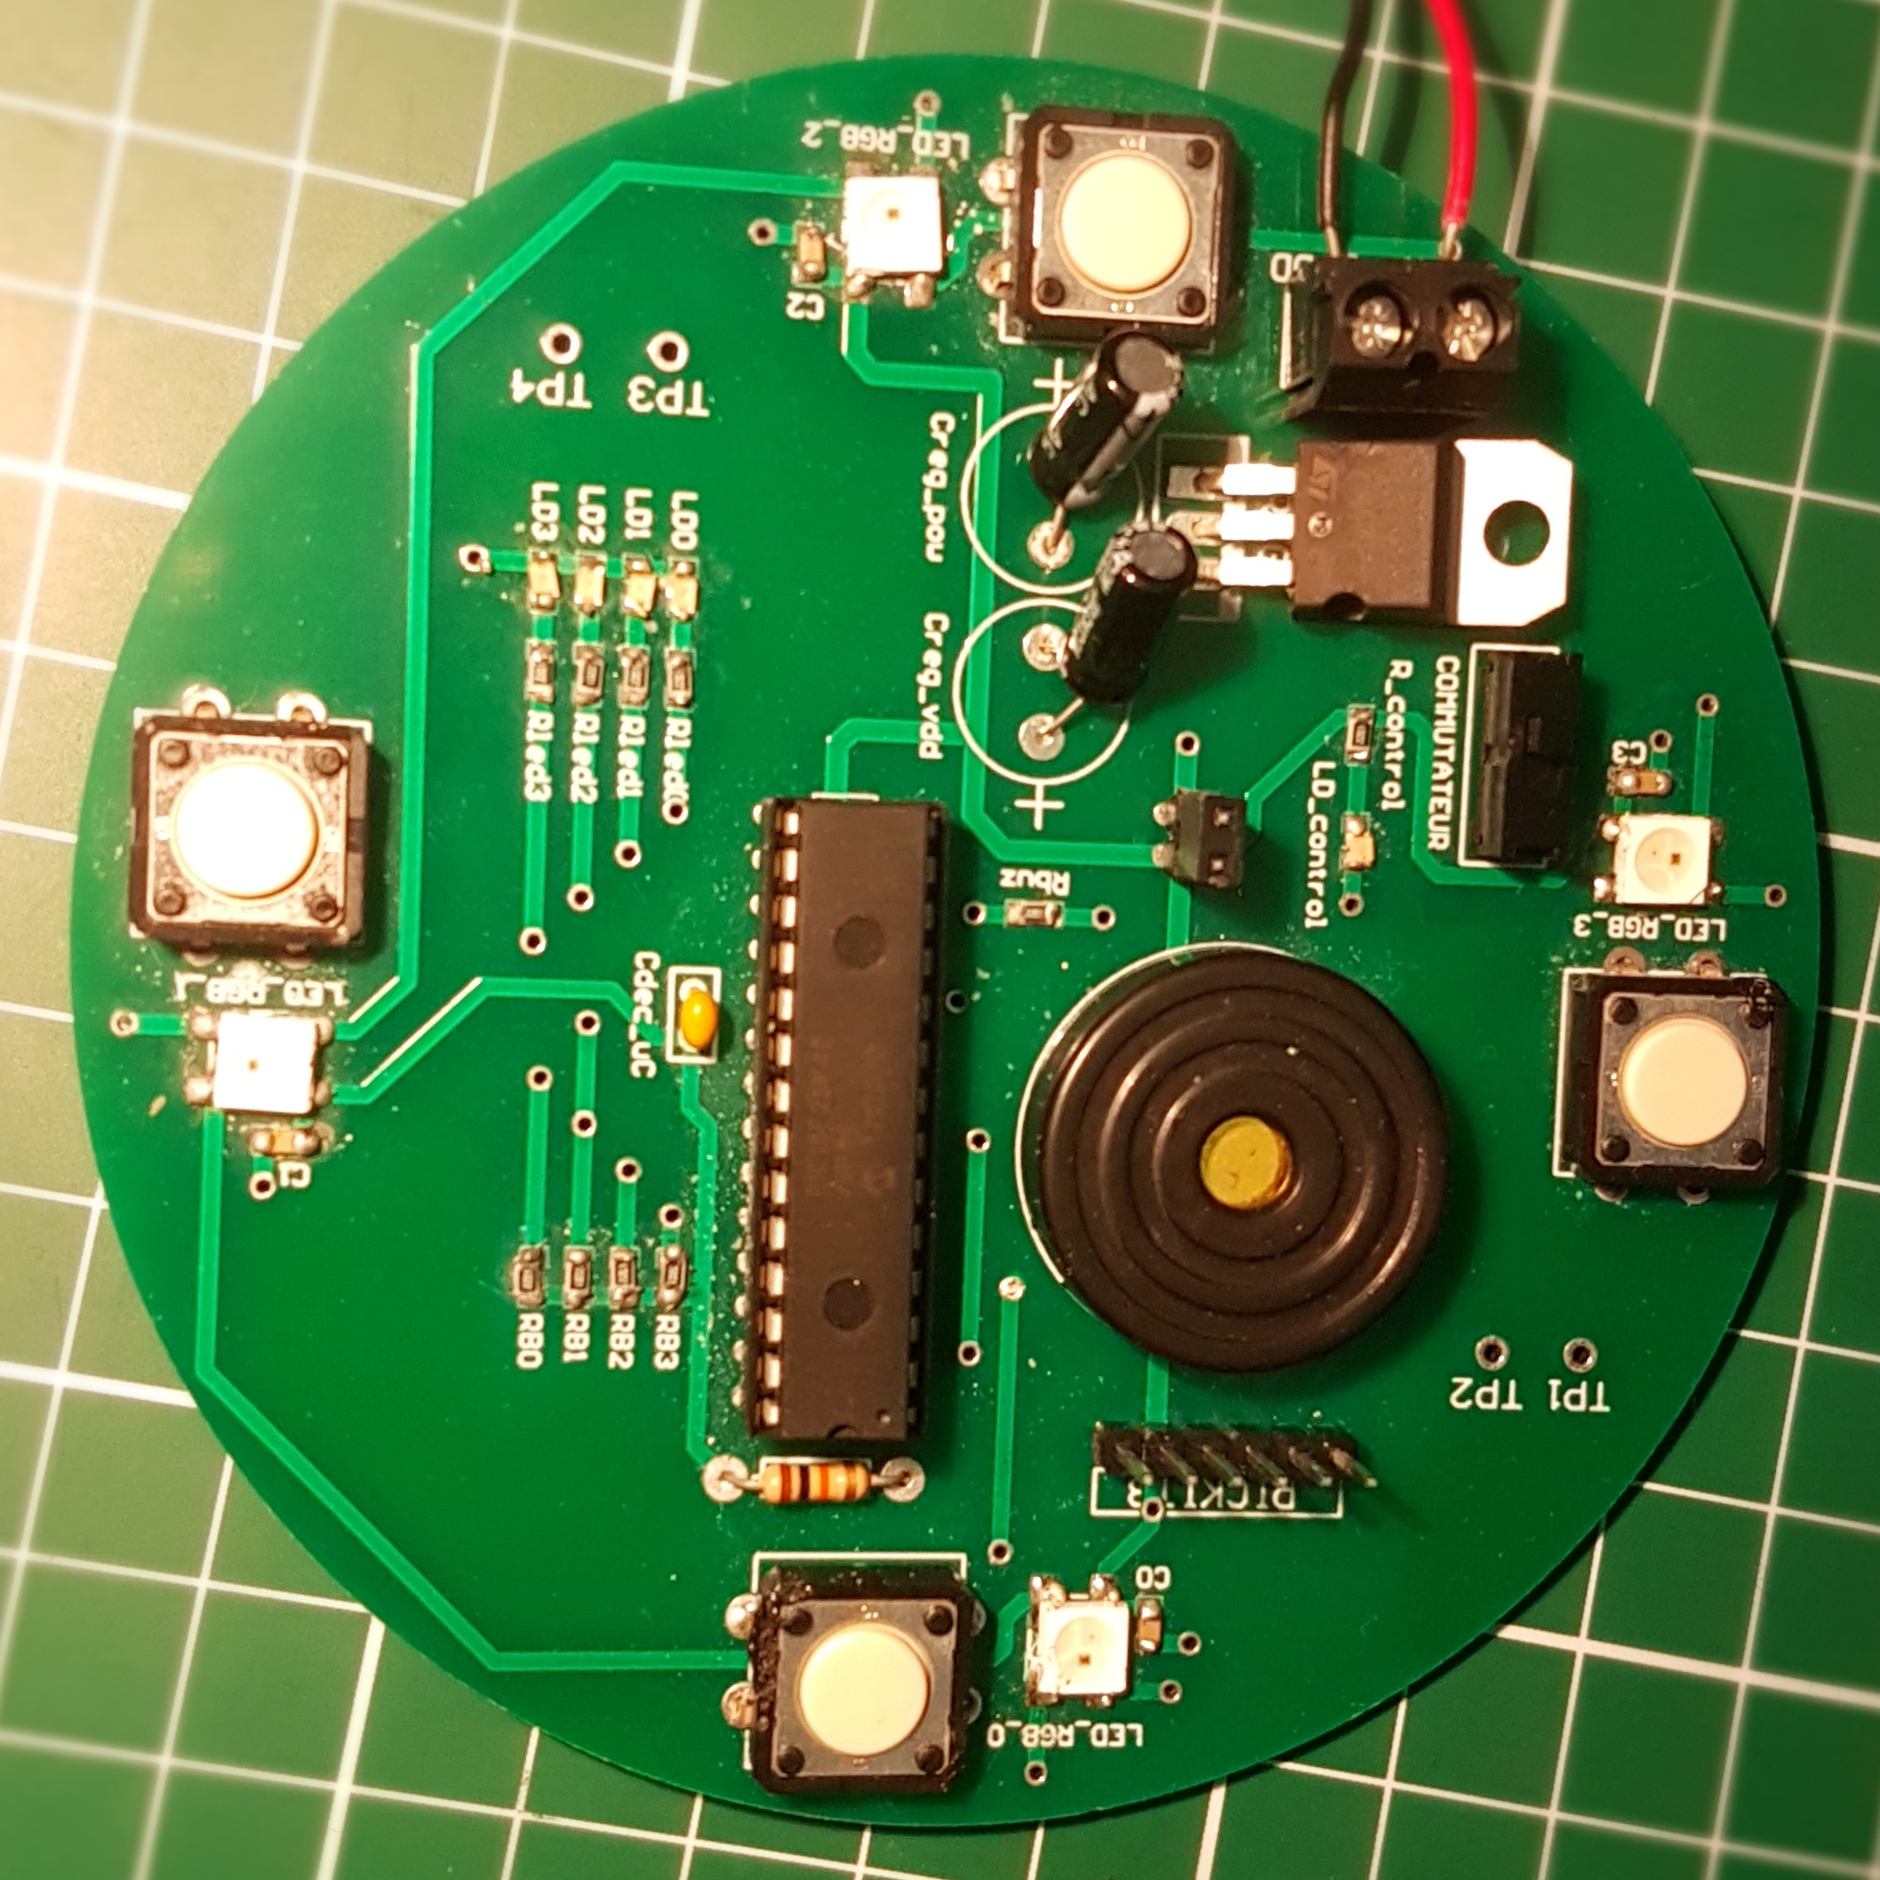 LED_RGB_3
C3
TP1 TP2
COMMUTATEUR
R_control
LD_control
PICKIT3
C0
LED_RGB_0
Rbuz
+
+
Creg_pow
Creg_vdd
LED_RGB_2
C2
TP3
TP4
LD0
Rled0
LD1
Rled1
LD2
Rled2
LD3
Rled3
Cdec_uC
RB3
RB2
RB1
RB0
LED_RGB_1
C1